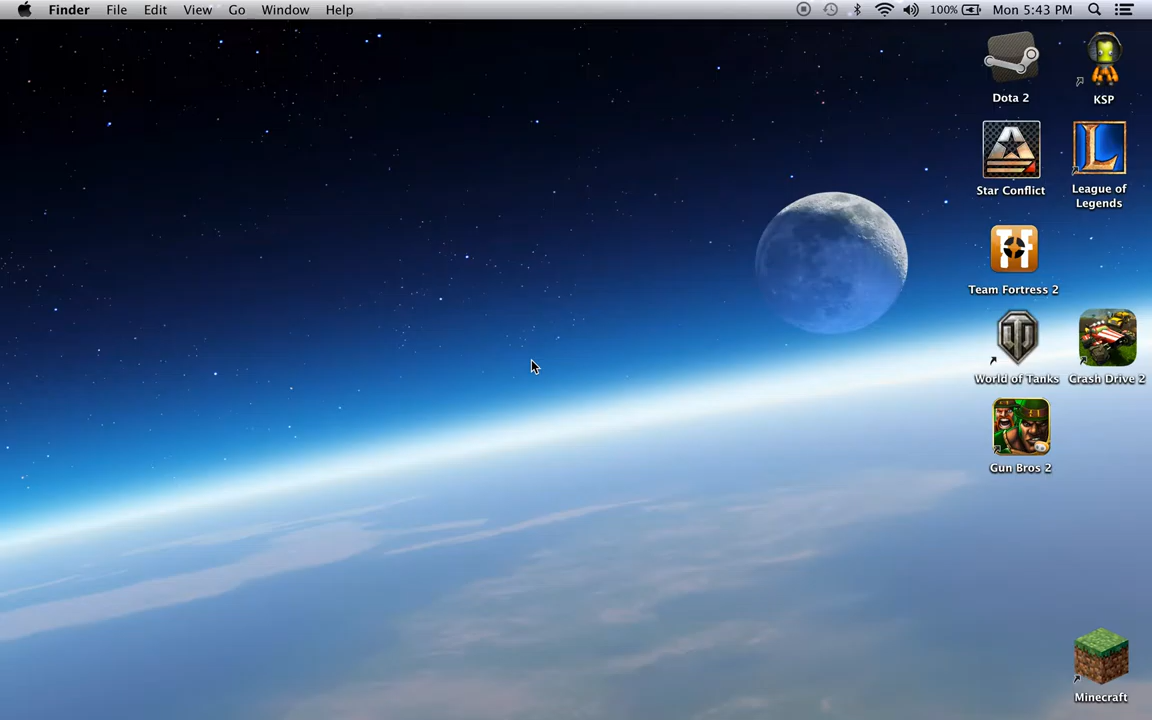 Finder File Edit View Go Window Help 100% Mon 5:43 PM
Dota 2
KSP
Star Conflict
League of
Legends
Team Fortress 2
World of Tanks
Crash Drive 2
Gun Bros 2
Minecraft